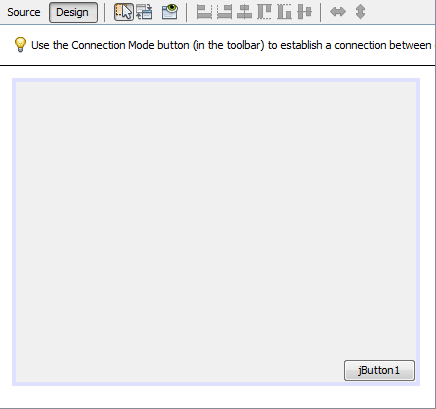 Source Design
Use the Connection Mode button (in the toolbar) to establish a connection between
jButton1